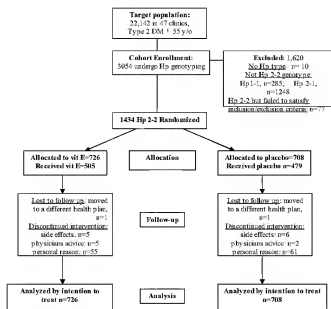 Target population:
22,142 in 47 clinics,
Type 2 DM 55 y/o
Cohort Enrollment:
3054 undergo Hp genotyping
Excluded: 1,620
No Hp type n= 10
Not Hp 2-2 genotype:
Hp 1-1, n=285; Hp 2-1,
n=1248
Hp 2-2 but failed to satisfy
inclusion/exclusion criteria n=77
1434 Hp 2-2 Randomized
Allocated to vit E=726
Received vit E=505
Allocation
Allocated to placebo=708
Received placebo n=479
Lost to follow up: moved
to a different health plan,
n=1
Discontinued intervention:
side effects, n=5
physicians advice n=5
personal reason: n=55
Follow-up
Lost to follow up: moved
to a different health plan,
n=1
Discontinued intervention:
side effects n=6
physicians advice n=2
personal reason: n=61
Analyzed by intention to
treat n=726
Analysis
Analyzed by intention to treat
n=708